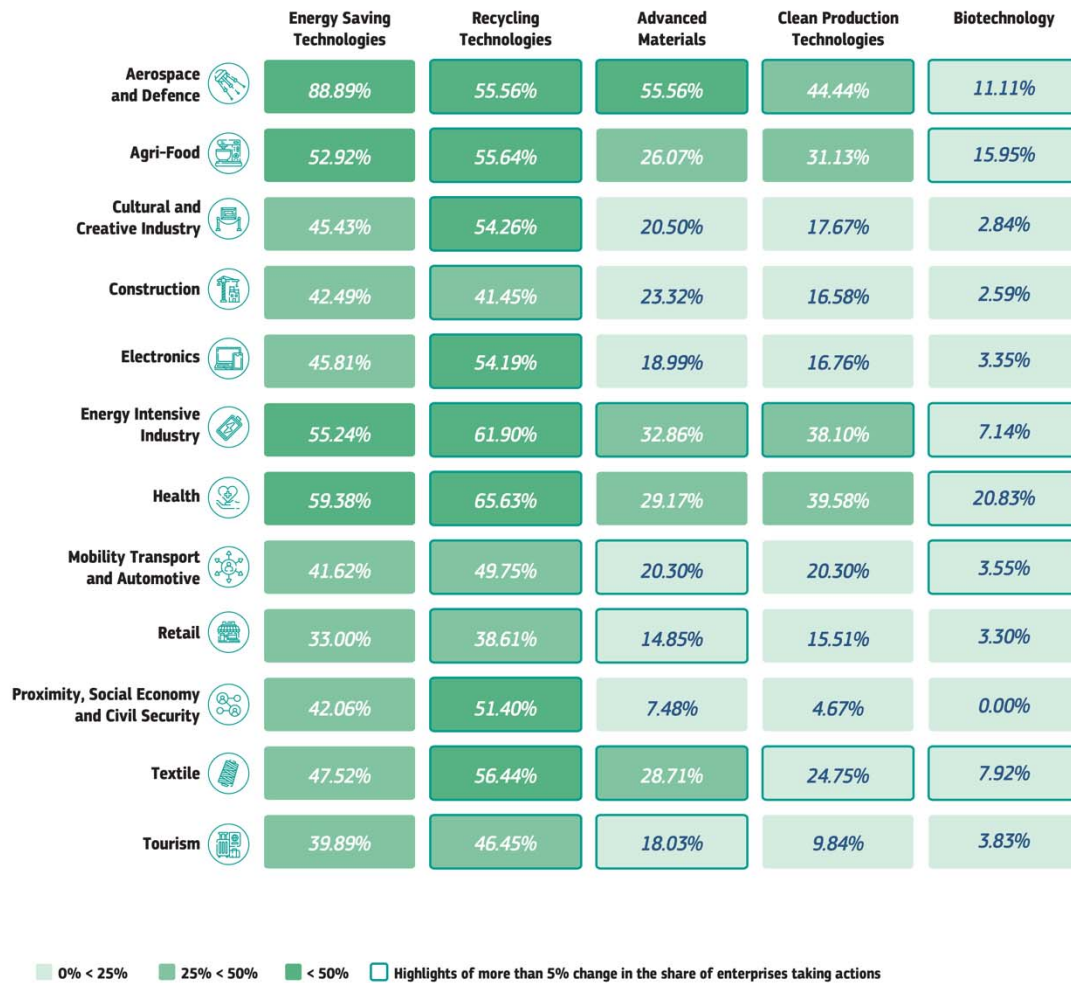 Energy Saving
Technologies
Recycling
Technologies
Advanced
Materials
Clean Production
Technologies
Biotechnology
Aerospace
and Defence
88.89%
55.56%
55.56%
44.44%
11.11%
Agri-Food
52.92%
55.64%
26.07%
31.13%
15.95%
Cultural and
Creative Industry
45.43%
54.26%
20.50%
17.67%
2.84%
Construction
42.49%
41.45%
23.32%
16.58%
2.59%
Electronics
45.81%
54.19%
18.99%
16.76%
3.35%
Energy Intensive
Industry
55.24%
61.90%
32.86%
38.10%
7.14%
Health
59.38%
65.63%
29.17%
39.58%
20.83%
Mobility Transport
and Automotive
41.62%
49.75%
20.30%
20.30%
3.55%
Retail
33.00%
38.61%
14.85%
15.51%
3.30%
Proximity, Social Economy
and Civil Security
42.06%
51.40%
7.48%
4.67%
0.00%
Textile
47.52%
56.44%
28.71%
24.75%
7.92%
Tourism
39.89%
46.45%
18.03%
9.84%
3.83%
0% < 25%
25% < 50%
< 50%
Highlights of more than 5% change in the share of enterprises taking actions